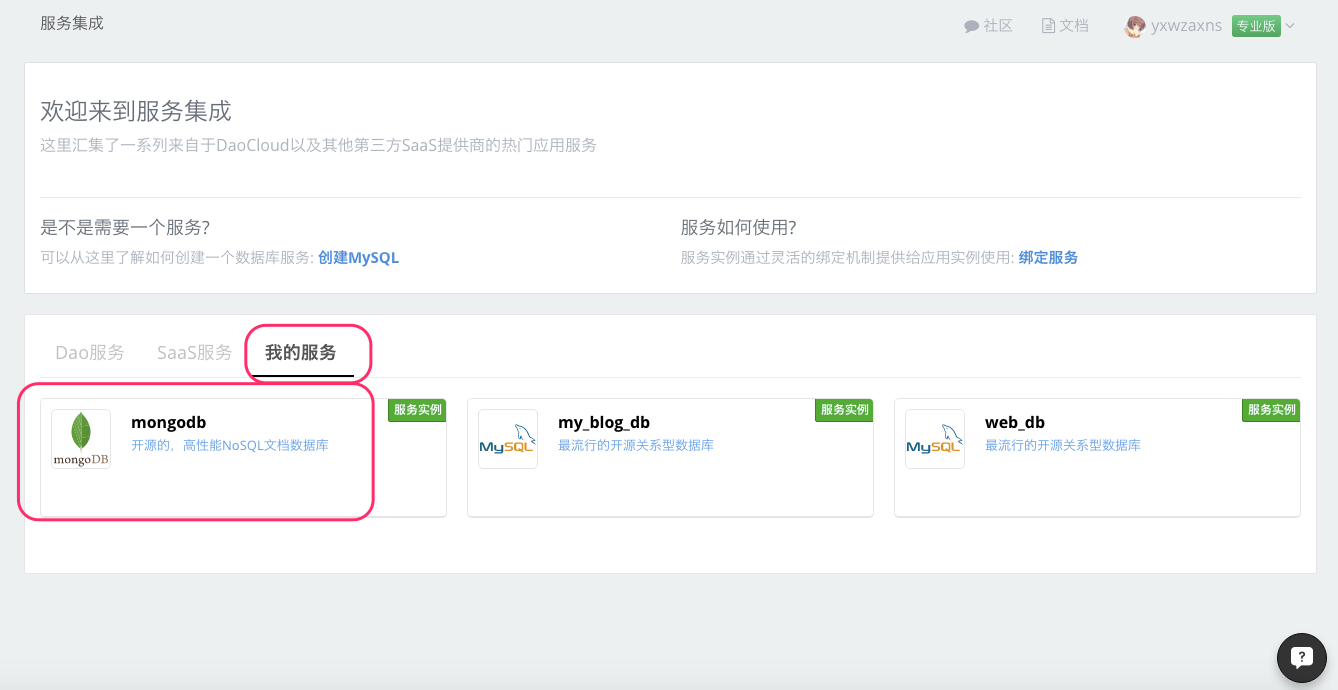 服务集成
社区
文档
yxwzaxns
专业版
欢迎来到服务集成
这里汇集了一系列来自于DaoCloud以及其他第三方SaaS提供商的热门应用服务
是不是需要一个服务?
可以从这里了解如何创建一个数据库服务: 创建MySQL
服务如何使用?
服务实例通过灵活的绑定机制提供给应用实例使用: 绑定服务
Dao服务
SaaS服务
我的服务
mongoDB
mongodb
开源的，高性能NoSQL文档数据库
服务实例
MySQL
my_blog_db
最流行的开源关系型数据库
服务实例
MySQL
web_db
最流行的开源关系型数据库
服务实例
?